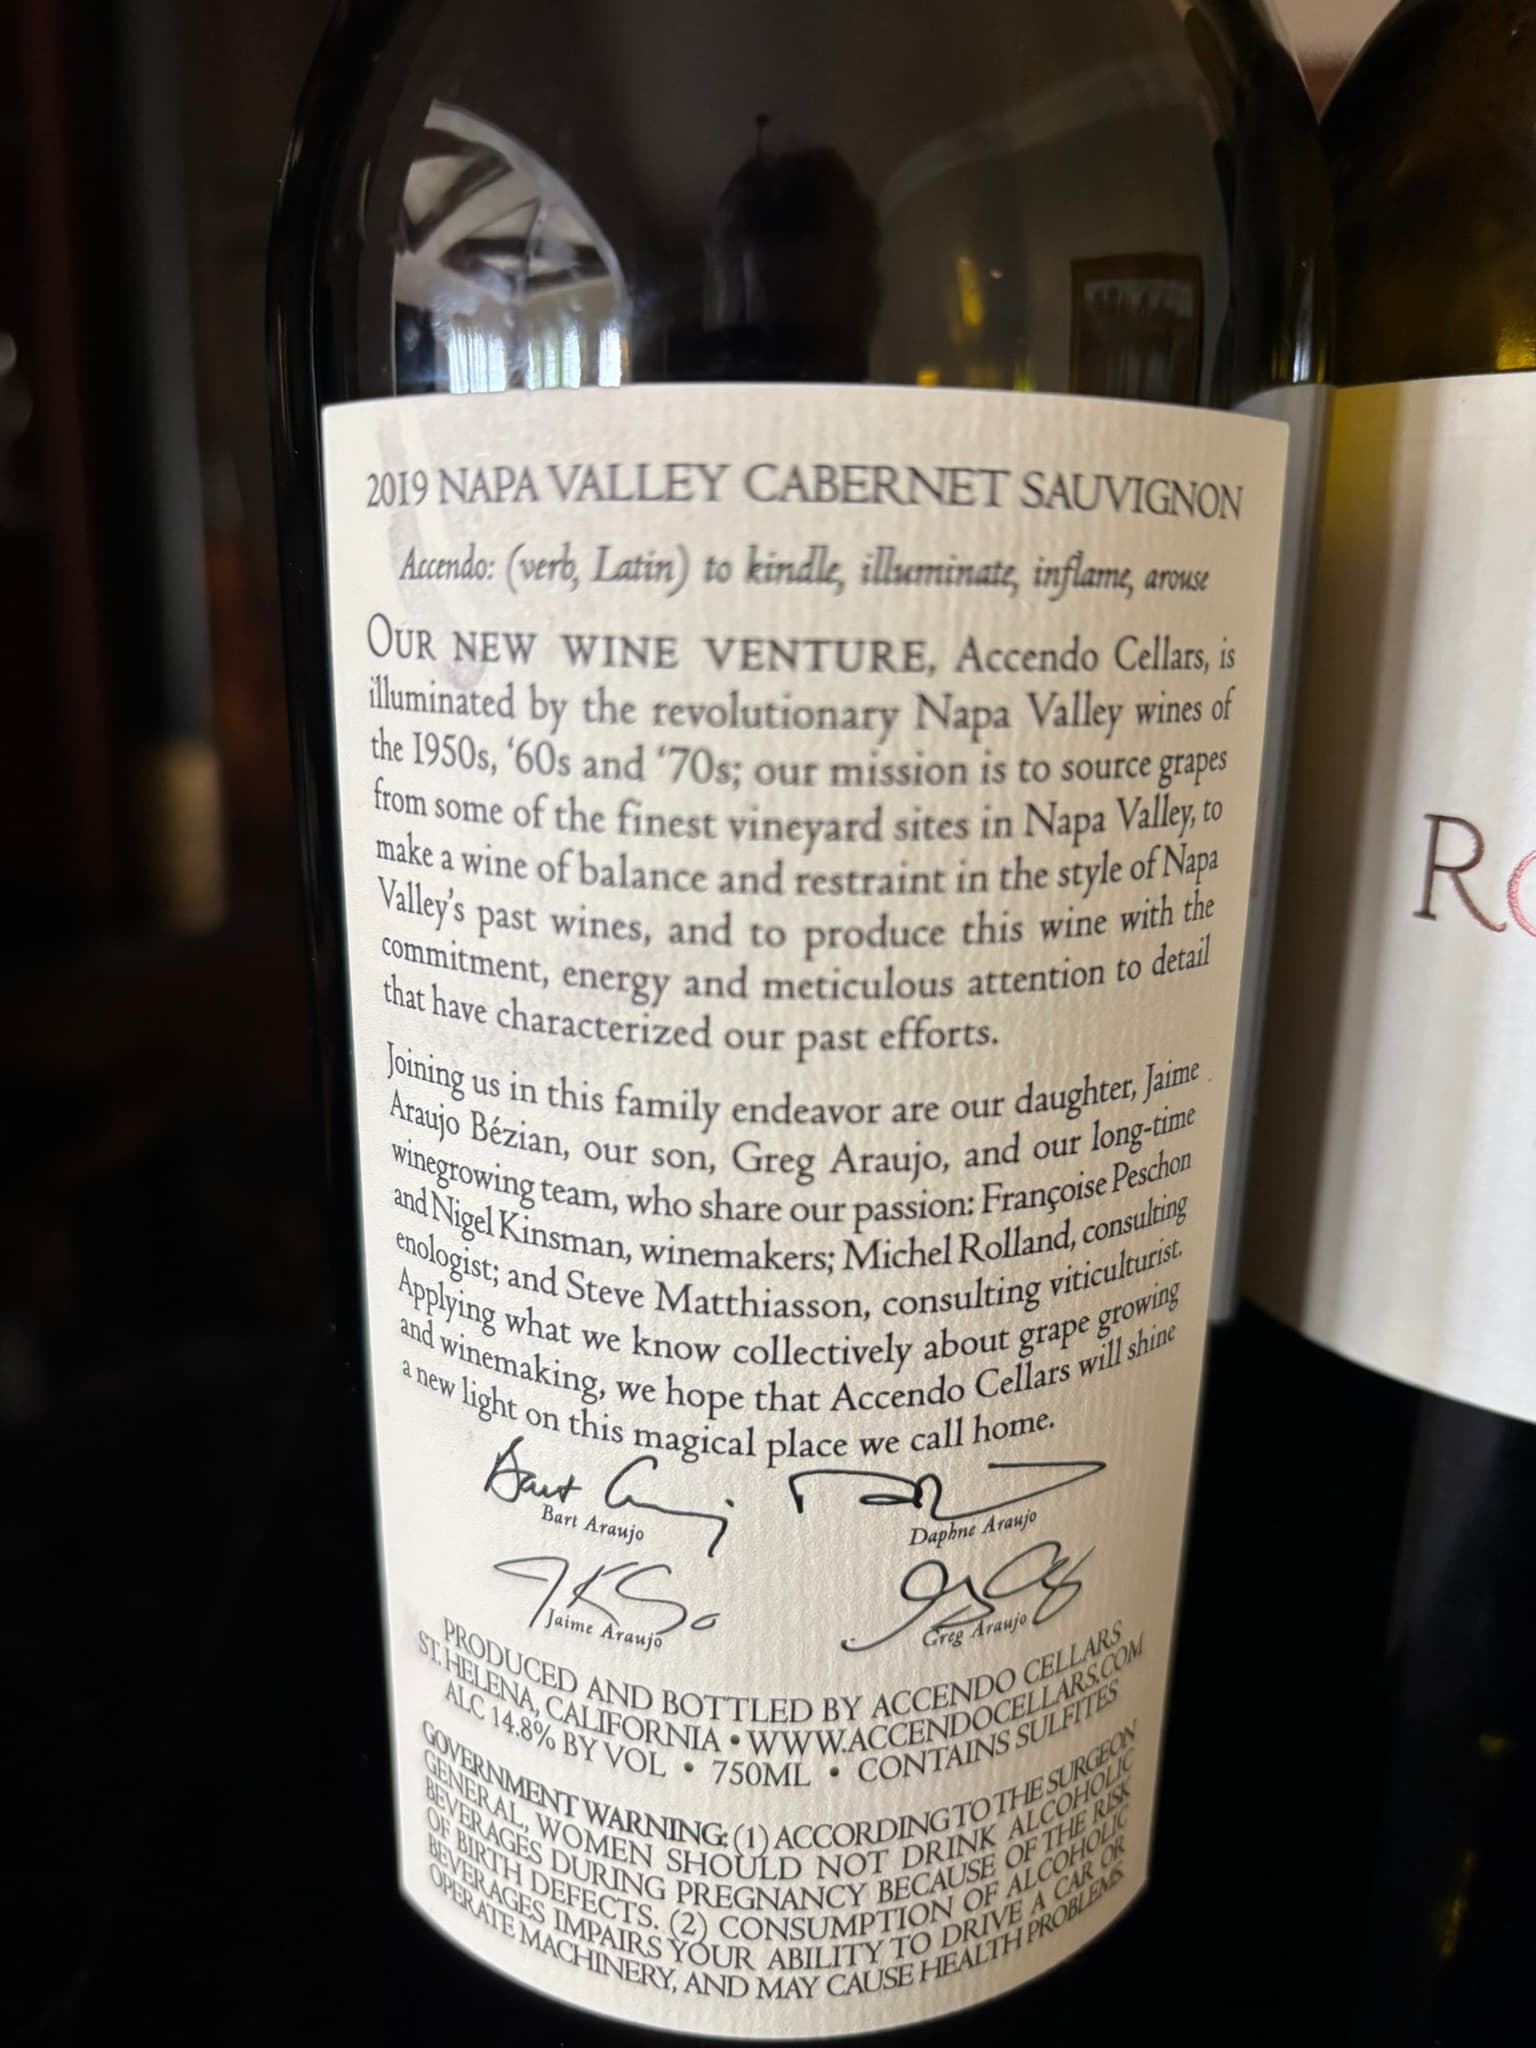 2019 NAPA VALLEY CABERNET SAUVIGNON
Accendo: (verb, Latin) to kindle, illuminate, inflame, arouse
OUR NEW WINE VENTURE, Accendo Cellars, is
illuminated by the revolutionary Napa Valley wines of
the 1950s, ‘60s and ‘70s; our mission is to source grapes
from some of the finest vineyard sites in Napa Valley, to
make a wine of balance and restraint in the style of Napa
Valley's past wines, and to produce this wine with the
commitment, energy and meticulous attention to detail
that have characterized our past efforts.
Joining us in this family endeavor are our daughter, Jaime
Araujo Bézian, our son, Greg Araujo, and our long-time
winegrowing team, who share our passion: Françoise Peschon
and Nigel Kinsman, winemakers; Michel Rolland, consulting
enologist; and Steve Matthiasson, consulting viticulturist.
Applying what we know collectively about grape growing
and winemaking, we hope that Accendo Cellars will shine
a new light on this magical place we call home.
Bart Araujo Daphne Araujo
Jaime Araujo Greg Araujo
PRODUCED AND BOTTLED BY ACCENDO CELLARS
ST. HELENA, CALIFORNIA • WWW.ACCENDOCELLARS.COM
ALC 14.8% BY VOL • 750ML • CONTAINS SULFITES
GOVERNMENT WARNING: (1) ACCORDING TO THE SURGEON
GENERAL, WOMEN SHOULD NOT DRINK ALCOHOLIC
BEVERAGES DURING PREGNANCY BECAUSE OF THE RISK
OF BIRTH DEFECTS. (2) CONSUMPTION OF ALCOHOLIC
BEVERAGES IMPAIRS YOUR ABILITY TO DRIVE A CAR OR
OPERATE MACHINERY, AND MAY CAUSE HEALTH PROBLEMS.